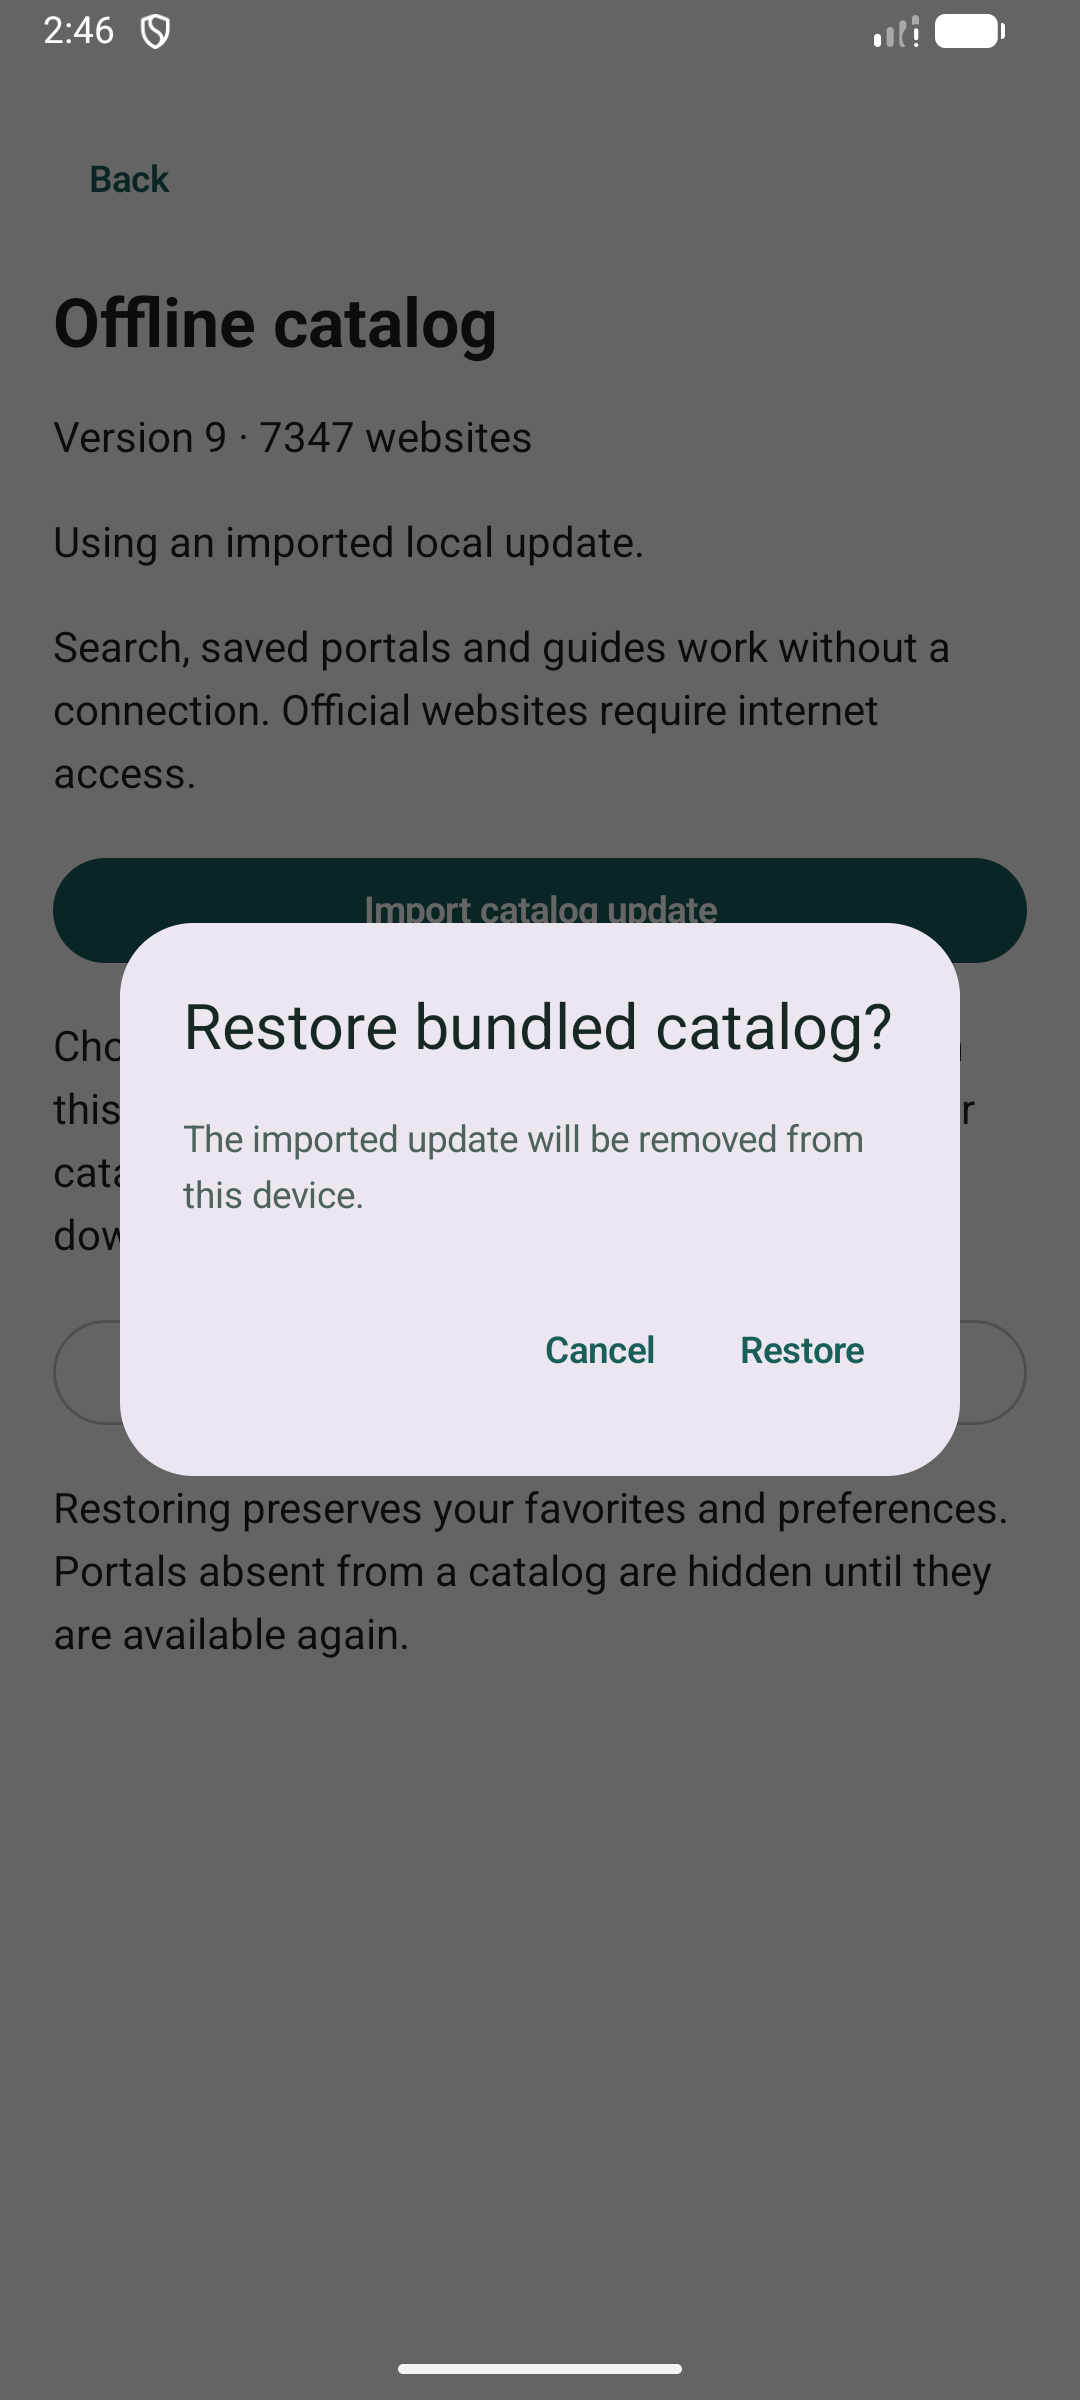 2:46
Back
Offline catalog
Version 9 · 7347 websites
Using an imported local update.
Search, saved portals and guides work without a
connection. Official websites require internet
access.
Import catalog update
Restore bundled catalog?
The imported update will be removed from
this device.
Cancel
Restore
this
Restoring preserves your favorites and preferences.
Portals absent from a catalog are hidden until they
are available again.